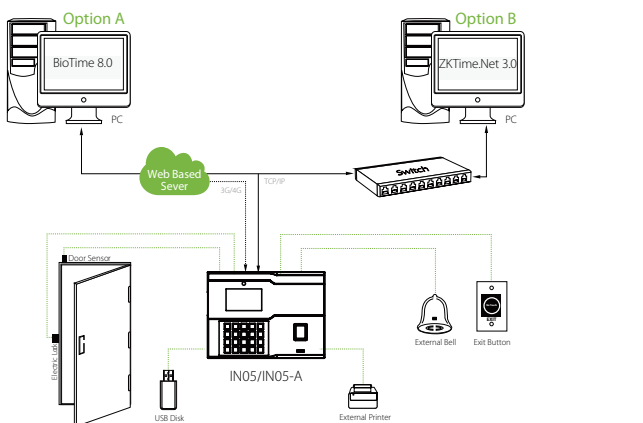 Option A
Option B
BioTime 8.0
ZKTime.Net 3.0
PC
PC
Switch
Web Based
Sever
3G/4G
TCP/IP
Door Sensor
Electric Lock
IN05/IN05-A
External Bell
EXIT
Exit Button
USB Disk
External Printer